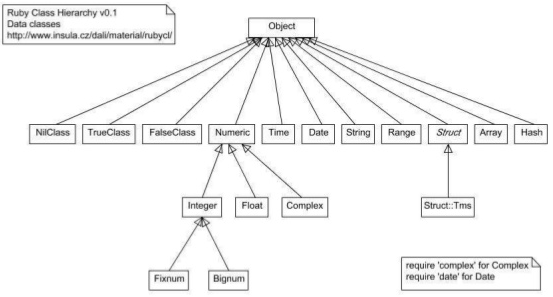 Ruby Class Hierarchy v0.1
Data classes
http://www.insula.cz/dali/material/rubycl/
Object
NilClass TrueClass FalseClass Numeric Time Date String Range Struct Array Hash
Integer Float Complex Struct::Tms
Fixnum Bignum
require 'complex' for Complex
require 'date' for Date